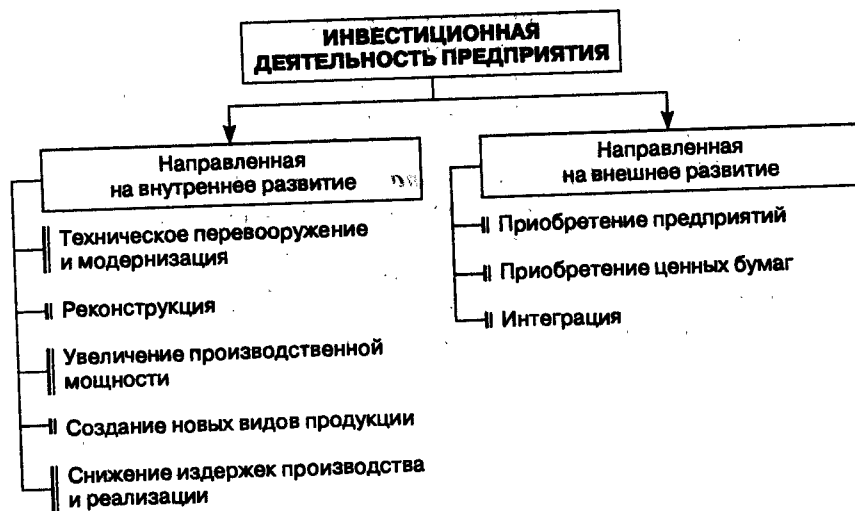 ИНВЕСТИЦИОННАЯ
ДЕЯТЕЛЬНОСТЬ ПРЕДПРИЯТИЯ
Направленная
на внутреннее развитие
Техническое перевооружение
и модернизация
Реконструкция
Увеличение производственной
мощности
Создание новых видов продукции
Снижение издержек производства
и реализации
Направленная
на внешнее развитие
Приобретение предприятий
Приобретение ценных бумаг
Интеграция